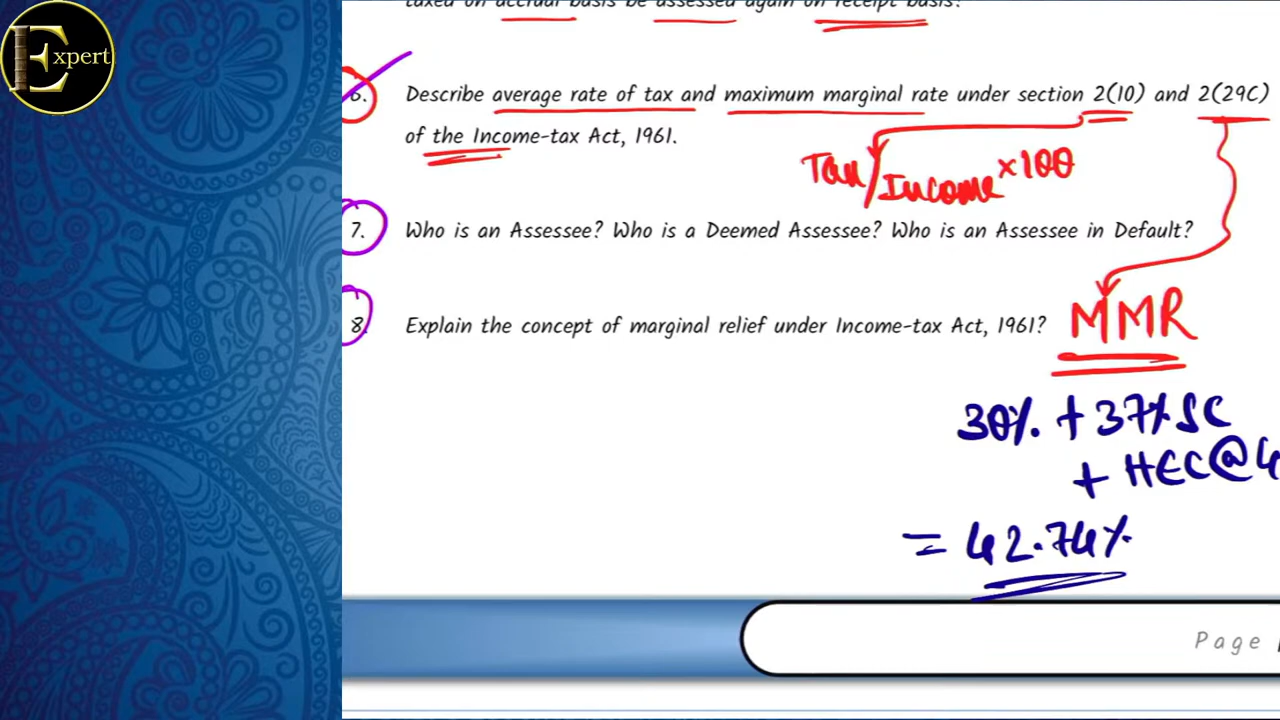 Expert
taxed on accrual basis be assessed again on receipt basis?
6. Describe average rate of tax and maximum marginal rate under section 2(10) and 2(29C)
of the Income-tax Act, 1961.
Tax/Income ×100
7. Who is an Assessee? Who is a Deemed Assessee? Who is an Assessee in Default?
8. Explain the concept of marginal relief under Income-tax Act, 1961?
MMR
30% + 37% SC
+ HEC@4
= 42.74%
Page